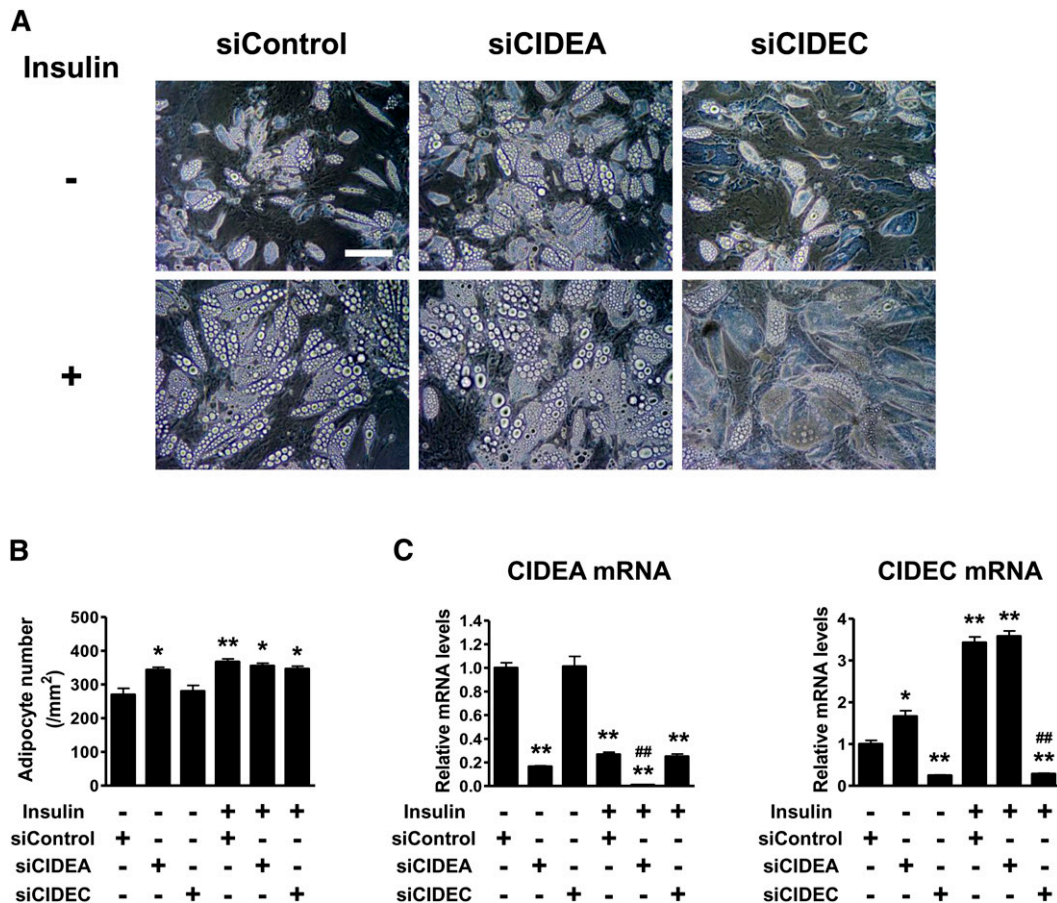 A
siControl siCIDEA siCIDEC
Insulin
-
+
B
C
CIDEA mRNA
CIDEC mRNA
Adipocyte number
(/mm²)
500
400
300
200
100
0
* ** * *
Relative mRNA levels
1.4
1.2
1.0
0.8
0.6
0.4
0.2
0.0
** ** ## ** **
Relative mRNA levels
4
3
2
1
0
* ** ** ** ## **
Insulin - - - + + +
siControl + - - + - -
siCIDEA - + - - + -
siCIDEC - - + - - +
Insulin - - - + + +
siControl + - - + - -
siCIDEA - + - - + -
siCIDEC - - + - - +
Insulin - - - + + +
siControl + - - + - -
siCIDEA - + - - + -
siCIDEC - - + - - +